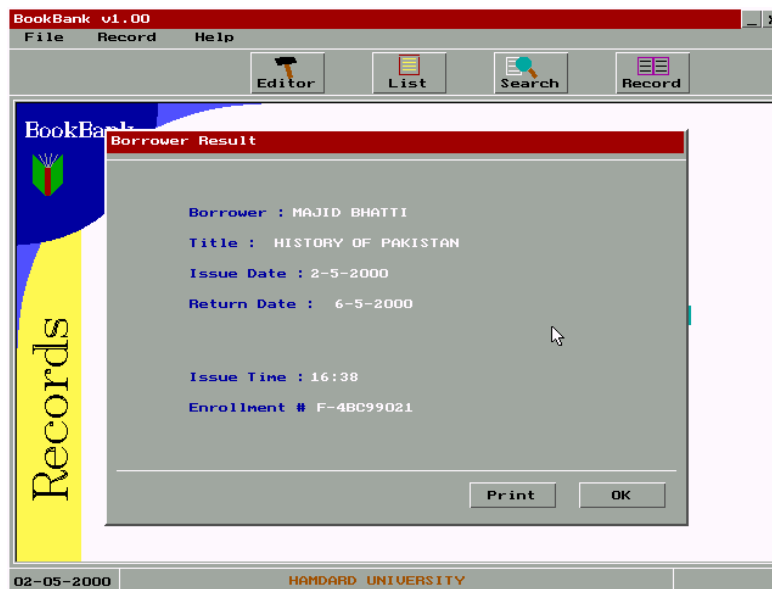 BookBank v1.00
File Record Help
Editor List Search Record
BookBank
Borrower Result
Borrower : MAJID BHATTI
Title : HISTORY OF PAKISTAN
Issue Date : 2-5-2000
Return Date : 6-5-2000
Issue Time : 16:38
Enrollment # F-4BC99021
Records
Print OK
02-05-2000 HAMDARD UNIVERSITY